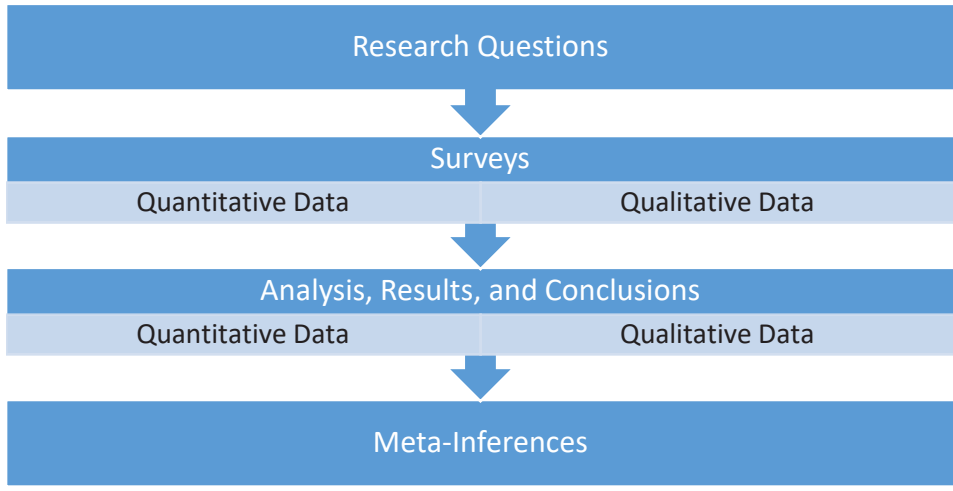 Research Questions
Surveys
Quantitative Data
Qualitative Data
Analysis, Results, and Conclusions
Quantitative Data
Qualitative Data
Meta-Inferences